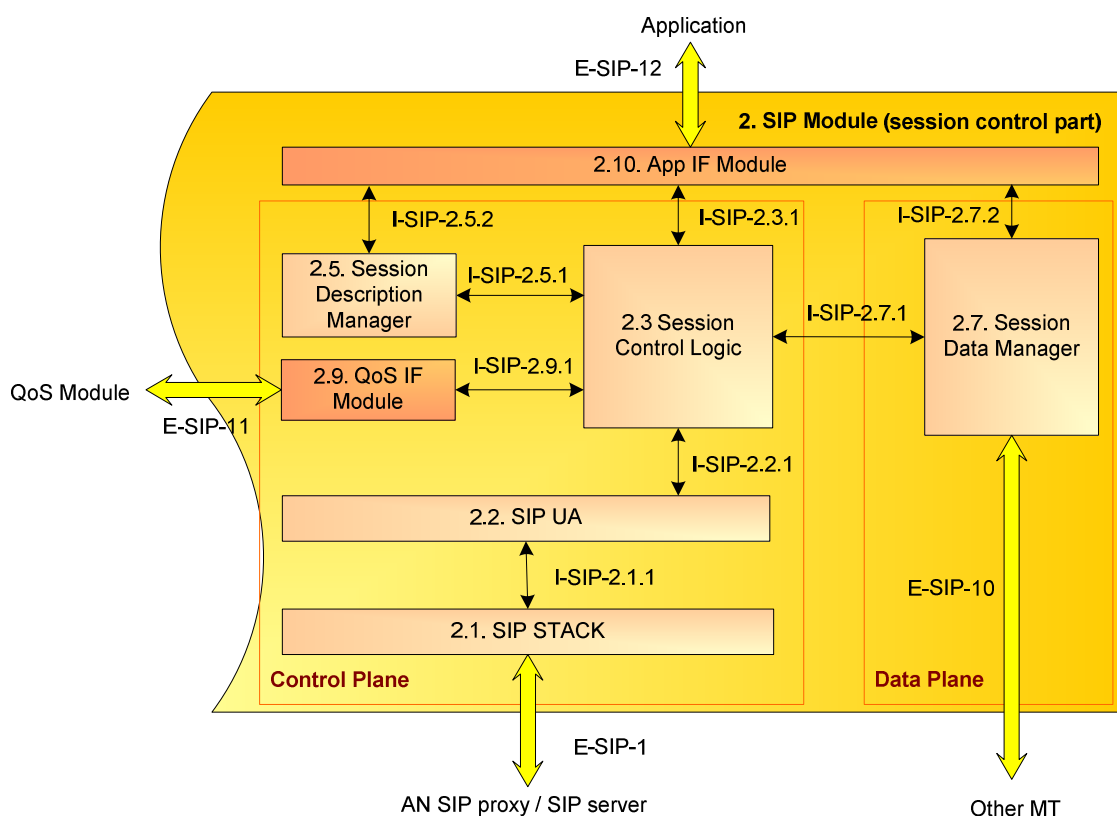 Application
E-SIP-12
2. SIP Module (session control part)
2.10. App IF Module
I-SIP-2.5.2
I-SIP-2.3.1
I-SIP-2.7.2
2.5. Session
Description
Manager
I-SIP-2.5.1
2.3 Session
Control Logic
I-SIP-2.7.1
2.7. Session
Data Manager
QoS Module
E-SIP-11
2.9. QoS IF
Module
I-SIP-2.9.1
I-SIP-2.2.1
2.2. SIP UA
I-SIP-2.1.1
E-SIP-10
2.1. SIP STACK
Control Plane
Data Plane
E-SIP-1
AN SIP proxy / SIP server
Other MT